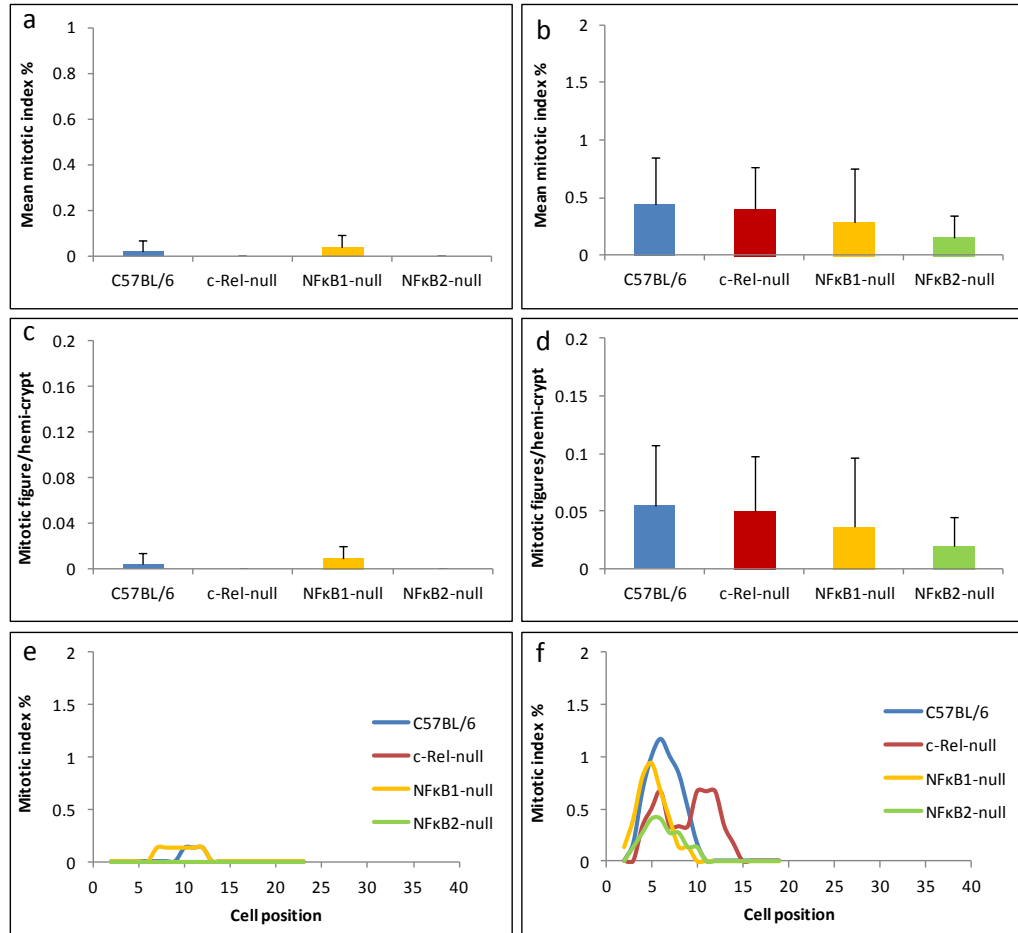 a
Mean mitotic index %
1
0.8
0.6
0.4
0.2
0
C57BL/6 c-Rel-null NFκB1-null NFκB2-null
b
Mean mitotic index %
2
1.5
1
0.5
0
C57BL/6 c-Rel-null NFκB1-null NFκB2-null
c
Mitotic figure/hemi-crypt
0.2
0.16
0.12
0.08
0.04
0
C57BL/6 c-Rel-null NFκB1-null NFκB2-null
d
Mitotic figures/hemi-crypt
0.2
0.15
0.1
0.05
0
C57BL/6 c-Rel-null NFκB1-null NFκB2-null
e
Mitotic index %
2
1.5
1
0.5
0
C57BL/6
c-Rel-null
NFκB1-null
NFκB2-null
0 5 10 15 20 25 30 35 40
Cell position
f
Mitotic index %
2
1.5
1
0.5
0
C57BL/6
c-Rel-null
NFκB1-null
NFκB2-null
0 5 10 15 20 25 30 35 40
Cell position